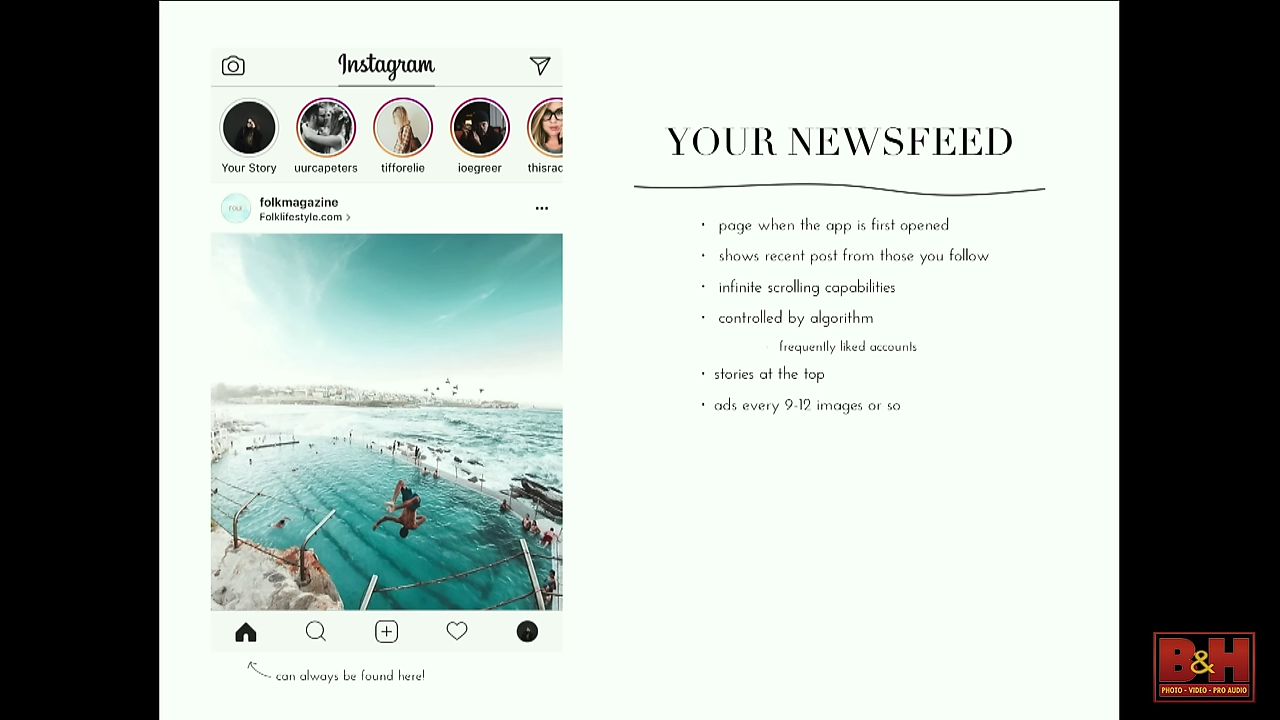 Instagram
Your Story uurcapeters tifforelie ioegreer thisrac
folkmagazine
Folklifestyle.com >
FOLK
can always be found here!
YOUR NEWSFEED
• page when the app is first opened
• shows recent post from those you follow
• infinite scrolling capabilities
• controlled by algorithm
• frequently liked accounts
• stories at the top
• ads every 9-12 images or so
B&H
PHOTO - VIDEO - PRO AUDIO